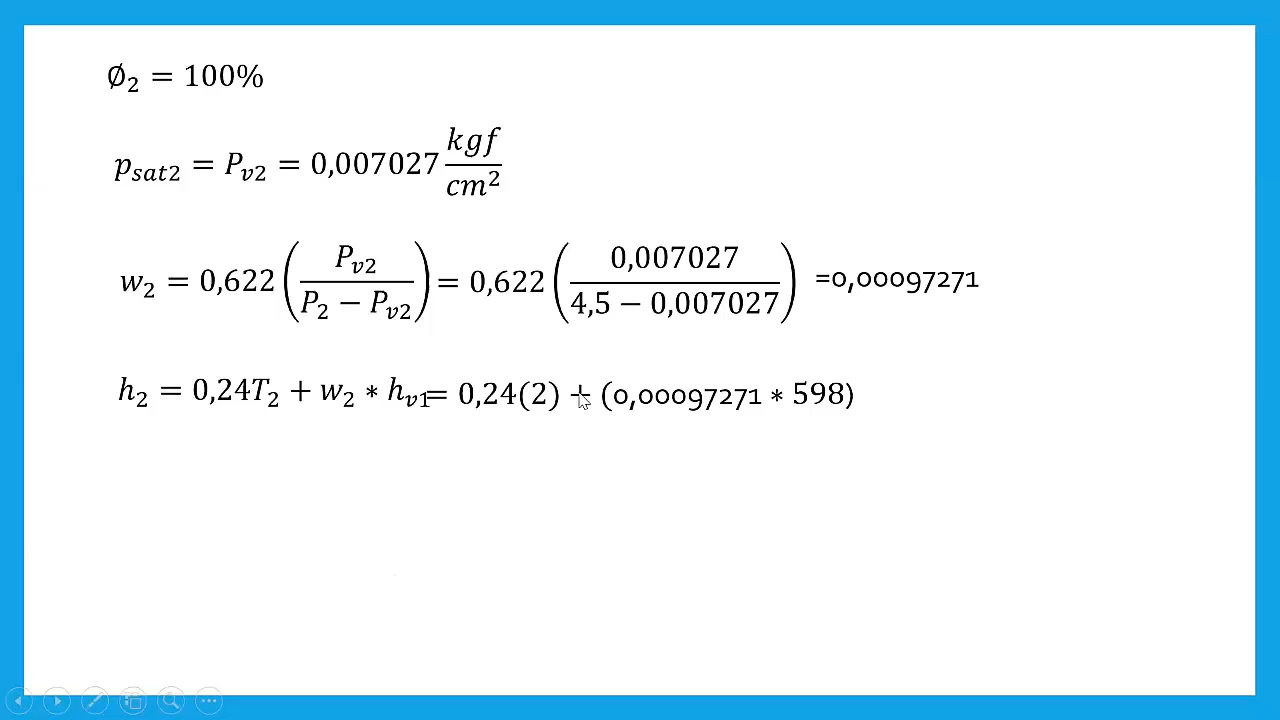 ∅₂ = 100%
p_sat2 = P_v2 = 0,007027 kgf/cm²
w₂ = 0,622 (P_v2 / (P₂ − P_v2)) = 0,622 (0,007027 / (4,5 − 0,007027)) =0,00097271
h₂ = 0,24T₂ + w₂ * h_v1 = 0,24(2) + (0,00097271 * 598)